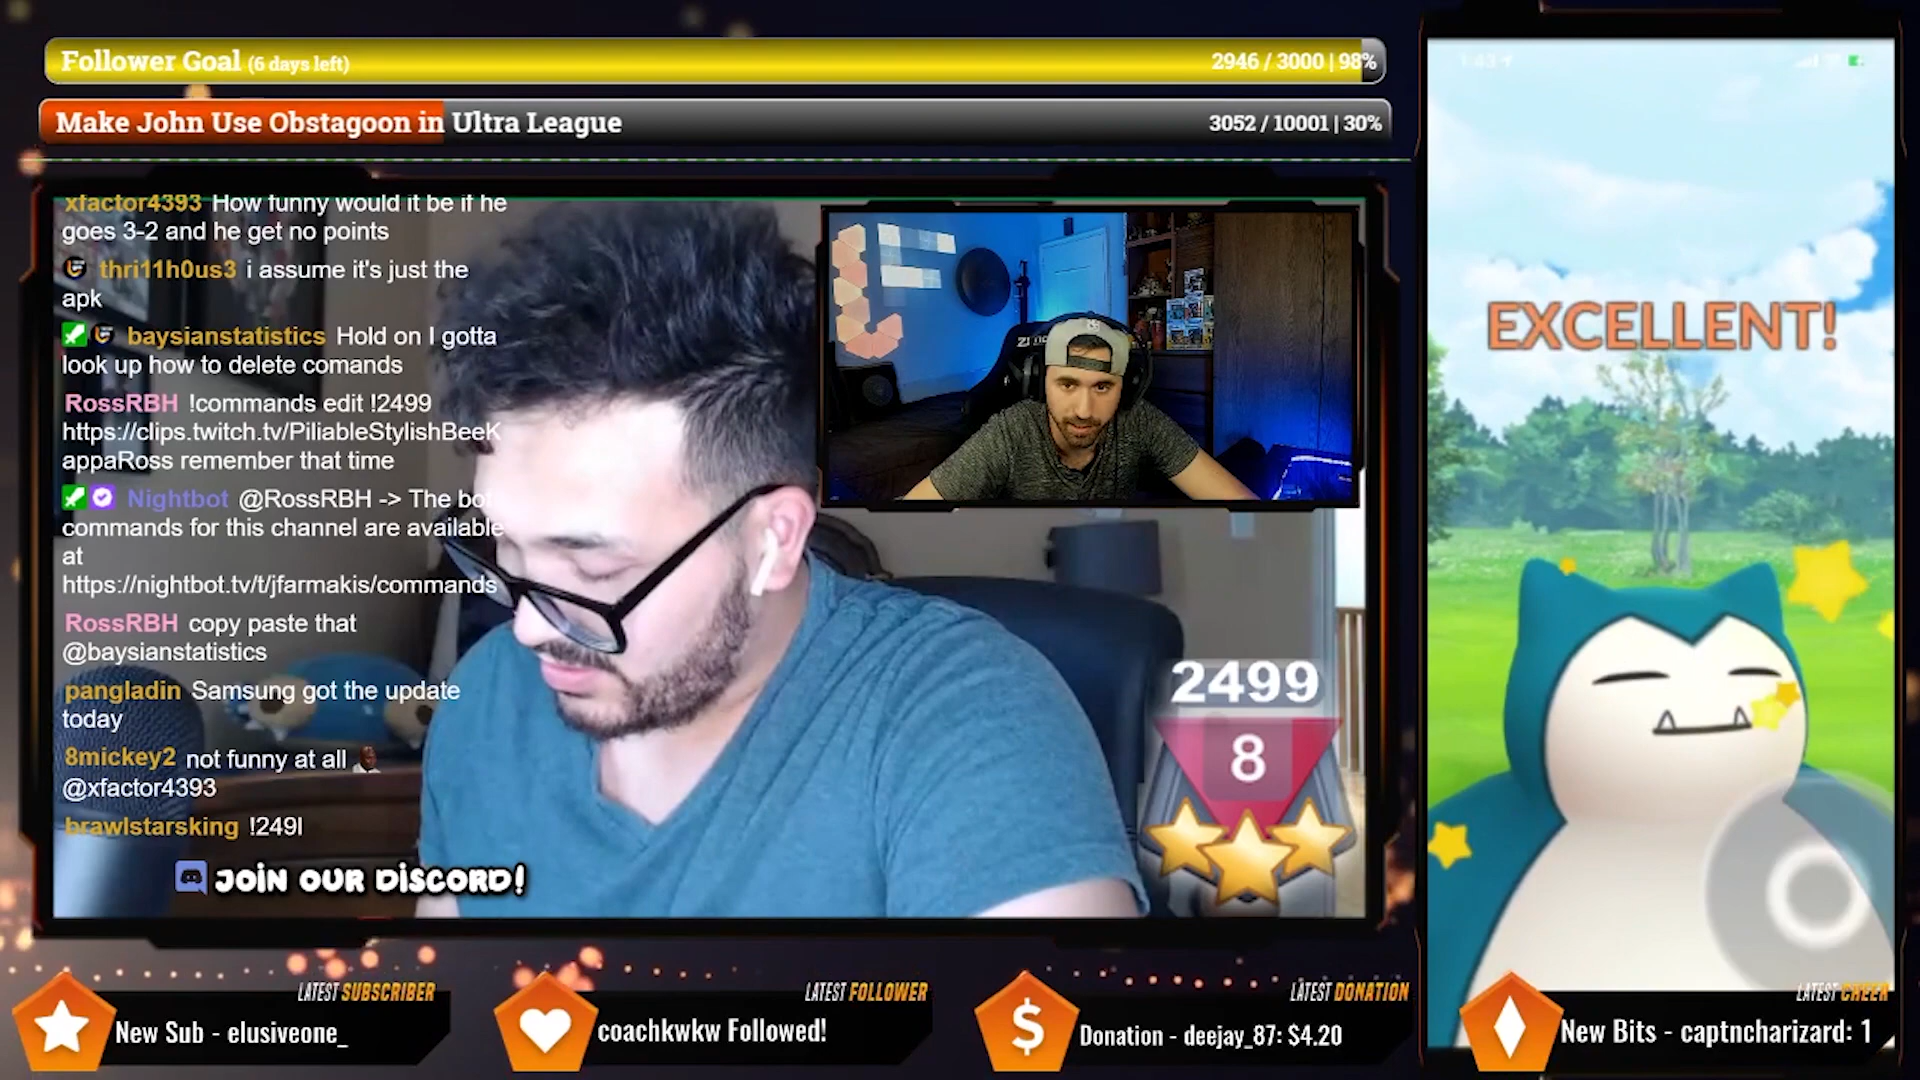 Follower Goal (6 days left) 2946 / 3000 | 98%
Make John Use Obstagoon in Ultra League 3052 / 10001 | 30%
xfactor4393 How funny would it be if he
goes 3-2 and he get no points
thri11h0us3 i assume it's just the
apk
baysianstatistics Hold on I gotta
look up how to delete comands
RossRBH !commands edit !2499
https://clips.twitch.tv/PiliableStylishBeeK
appaRoss remember that time
Nightbot @RossRBH -> The bot
commands for this channel are available
at
https://nightbot.tv/t/jfarmakis/commands
RossRBH copy paste that
@baysianstatistics
pangladin Samsung got the update
today
8mickey2 not funny at all
@xfactor4393
brawlstarsking !249l
JOIN OUR DISCORD!
2499
8
1:43
EXCELLENT!
LATEST SUBSCRIBER
New Sub - elusiveone_
LATEST FOLLOWER
coachkwkw Followed!
LATEST DONATION
Donation - deejay_87: $4.20
LATEST CHEER
New Bits - captncharizard: 1